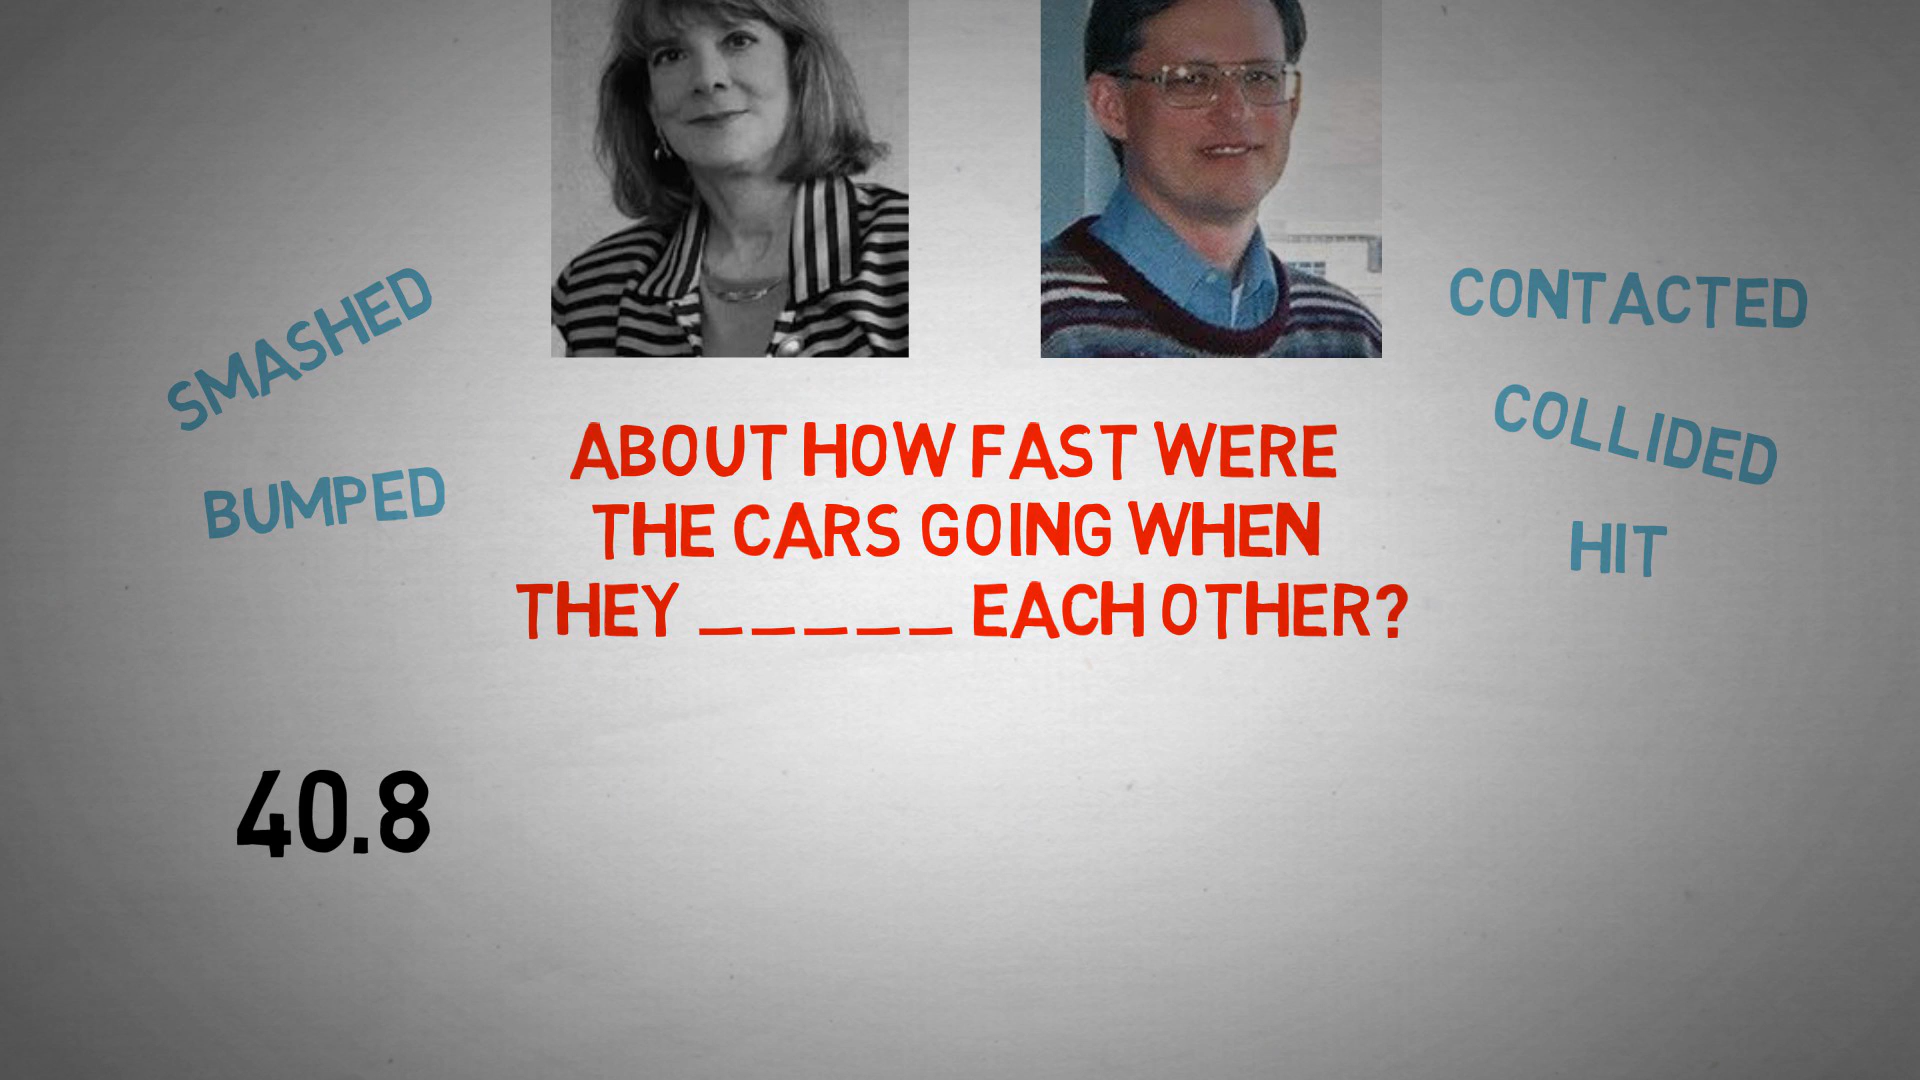 SMASHED
BUMPED
ABOUT HOW FAST WERE
THE CARS GOING WHEN
THEY _____ EACH OTHER?
CONTACTED
COLLIDED
HIT
40.8